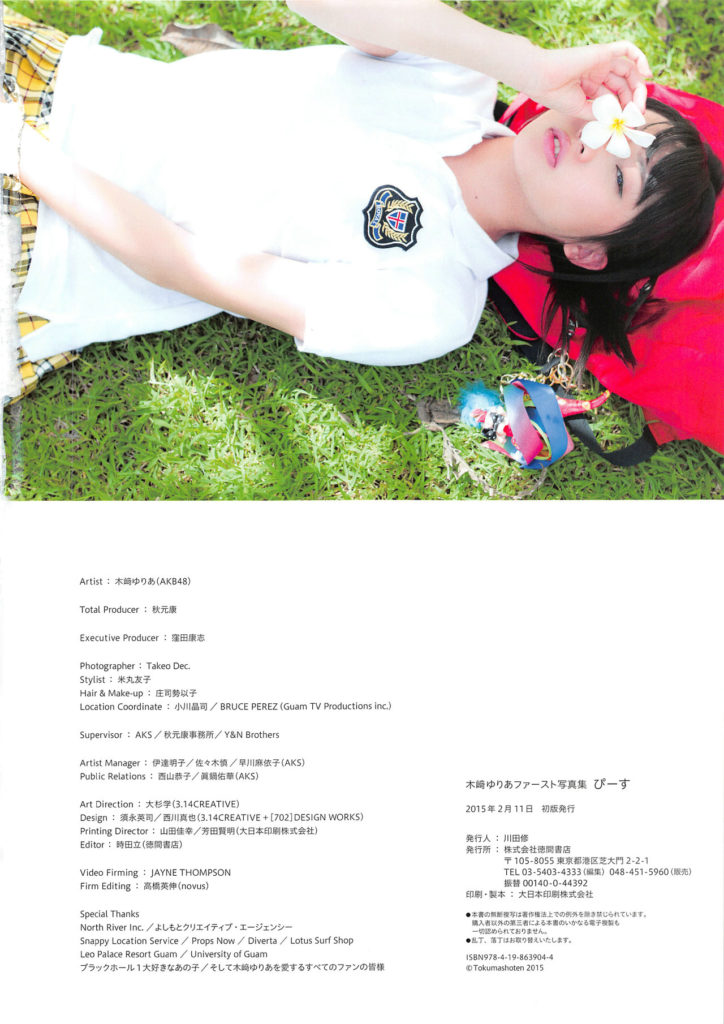 Artist： 木﨑ゆりあ（AKB48）
Total Producer： 秋元康
Executive Producer： 窪田康志
Photographer： Takeo Dec.
Stylist： 米丸友子
Hair & Make-up： 庄司勢以子
Location Coordinate： 小川晶司／BRUCE PEREZ（Guam TV Productions inc.）
Supervisor： AKS／秋元康事務所／Y&N Brothers
Artist Manager： 伊達明子／佐々木慎／早川麻依子（AKS）
Public Relations： 西山恭子／眞鍋佑華（AKS）
Art Direction： 大杉学（3.14CREATIVE）
Design： 須永英司／西川真也（3.14CREATIVE＋［702］DESIGN WORKS）
Printing Director： 山田佳幸／芳田賢明（大日本印刷株式会社）
Editor： 時田立（徳間書店）
Video Firming： JAYNE THOMPSON
Firm Editing： 高橋英伸（novus）
Special Thanks
North River Inc.／よしもとクリエイティブ・エージェンシー
Snappy Location Service／Props Now／Diverta／Lotus Surf Shop
Leo Palace Resort Guam／University of Guam
ブラックホール1大好きなあの子／そして木﨑ゆりあを愛するすべてのファンの皆様
木﨑ゆりあファースト写真集 ぴーす
2015年2月11日 初版発行
発行人： 川田修
発行所： 株式会社徳間書店
〒105-8055 東京都港区芝大門2-2-1
TEL 03-5403-4333（編集） 048-451-5960（販売）
振替 00140-0-44392
印刷・製本： 大日本印刷株式会社
●本書の無断複写は著作権法上での例外を除き禁じられています。
購入者以外の第三者による本書のいかなる電子複製も
一切認められておりません。
●乱丁、落丁はお取り替えいたします。
ISBN978-4-19-863904-4
©Tokumashoten 2015